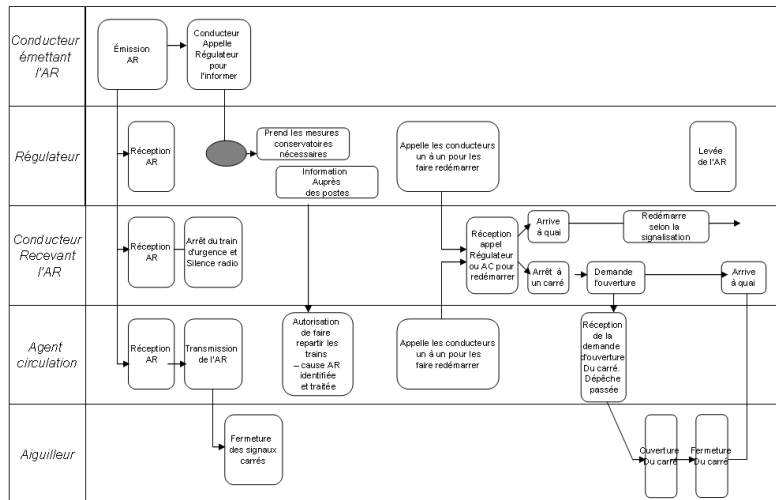 Conducteur
émettant
l'AR
Émission
AR
Conducteur
Appelle
Régulateur
pour
l'informer
Régulateur
Réception
AR
Prend les mesures
conservatoires
nécessaires
Information
Auprès
des postes
Appelle les conducteurs
un à un pour les
faire redémarrer
Levée
de l'AR
Conducteur
Recevant
l'AR
Réception
AR
Arrêt du train
d'urgence et
Silence radio
Réception
appel
Régulateur
ou AC pour
redémarrer
Arrive
à quai
Redémarre
selon la
signalisation
Arrêt à
un carré
Demande
l'ouverture
Arrive
à quai
Agent
circulation
Réception
AR
Transmission
de l'AR
Autorisation
de faire
repartir les
trains
– cause AR
identifiée
et traitée
Appelle les conducteurs
un à un pour les
faire redémarrer
Réception
de la
demande
d'ouverture
Du carré.
Dépêche
passée
Aiguilleur
Fermeture
des signaux
carrés
Ouverture
Du carré
Fermeture
Du carré